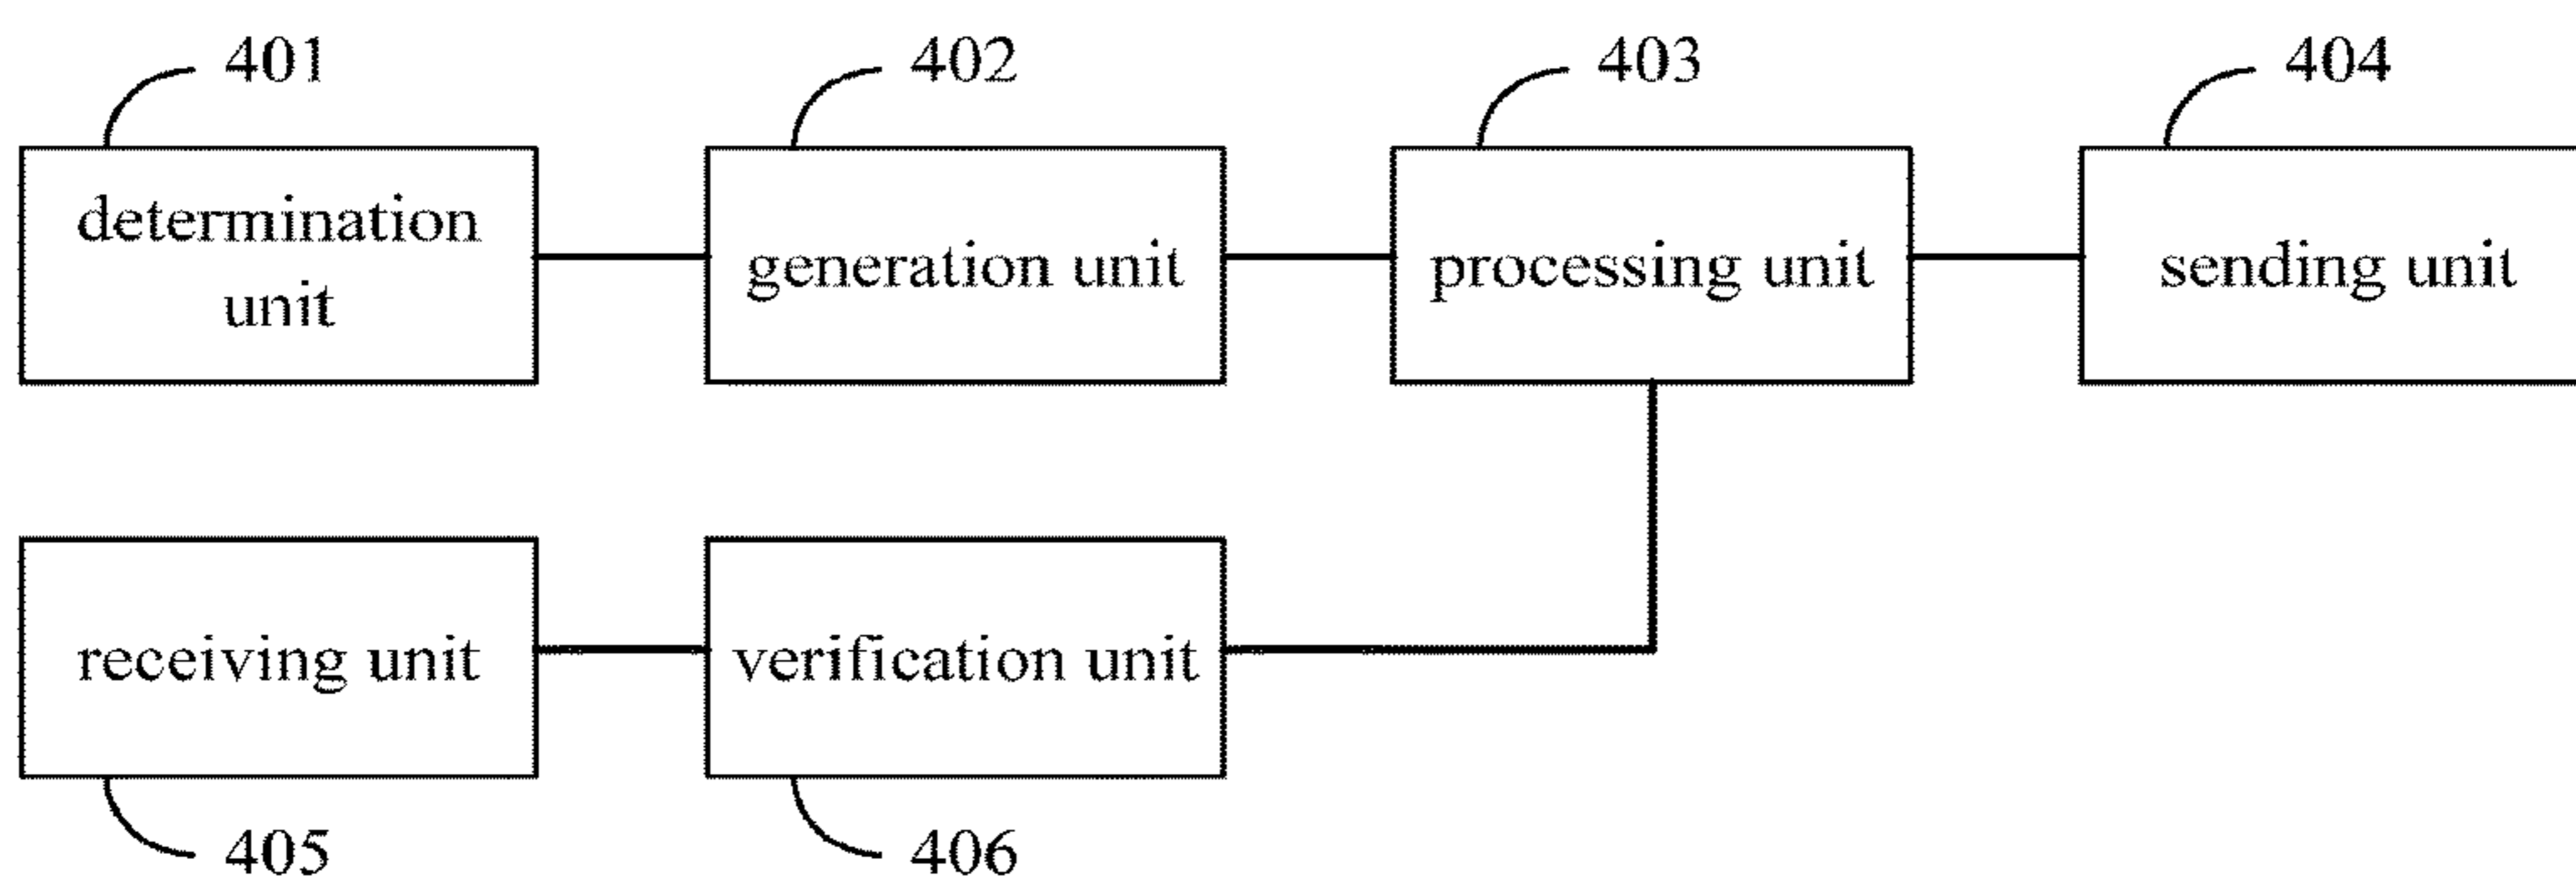 401
402
403
404
determination
unit
generation unit
processing unit
sending unit
receiving unit
verification unit
405
406